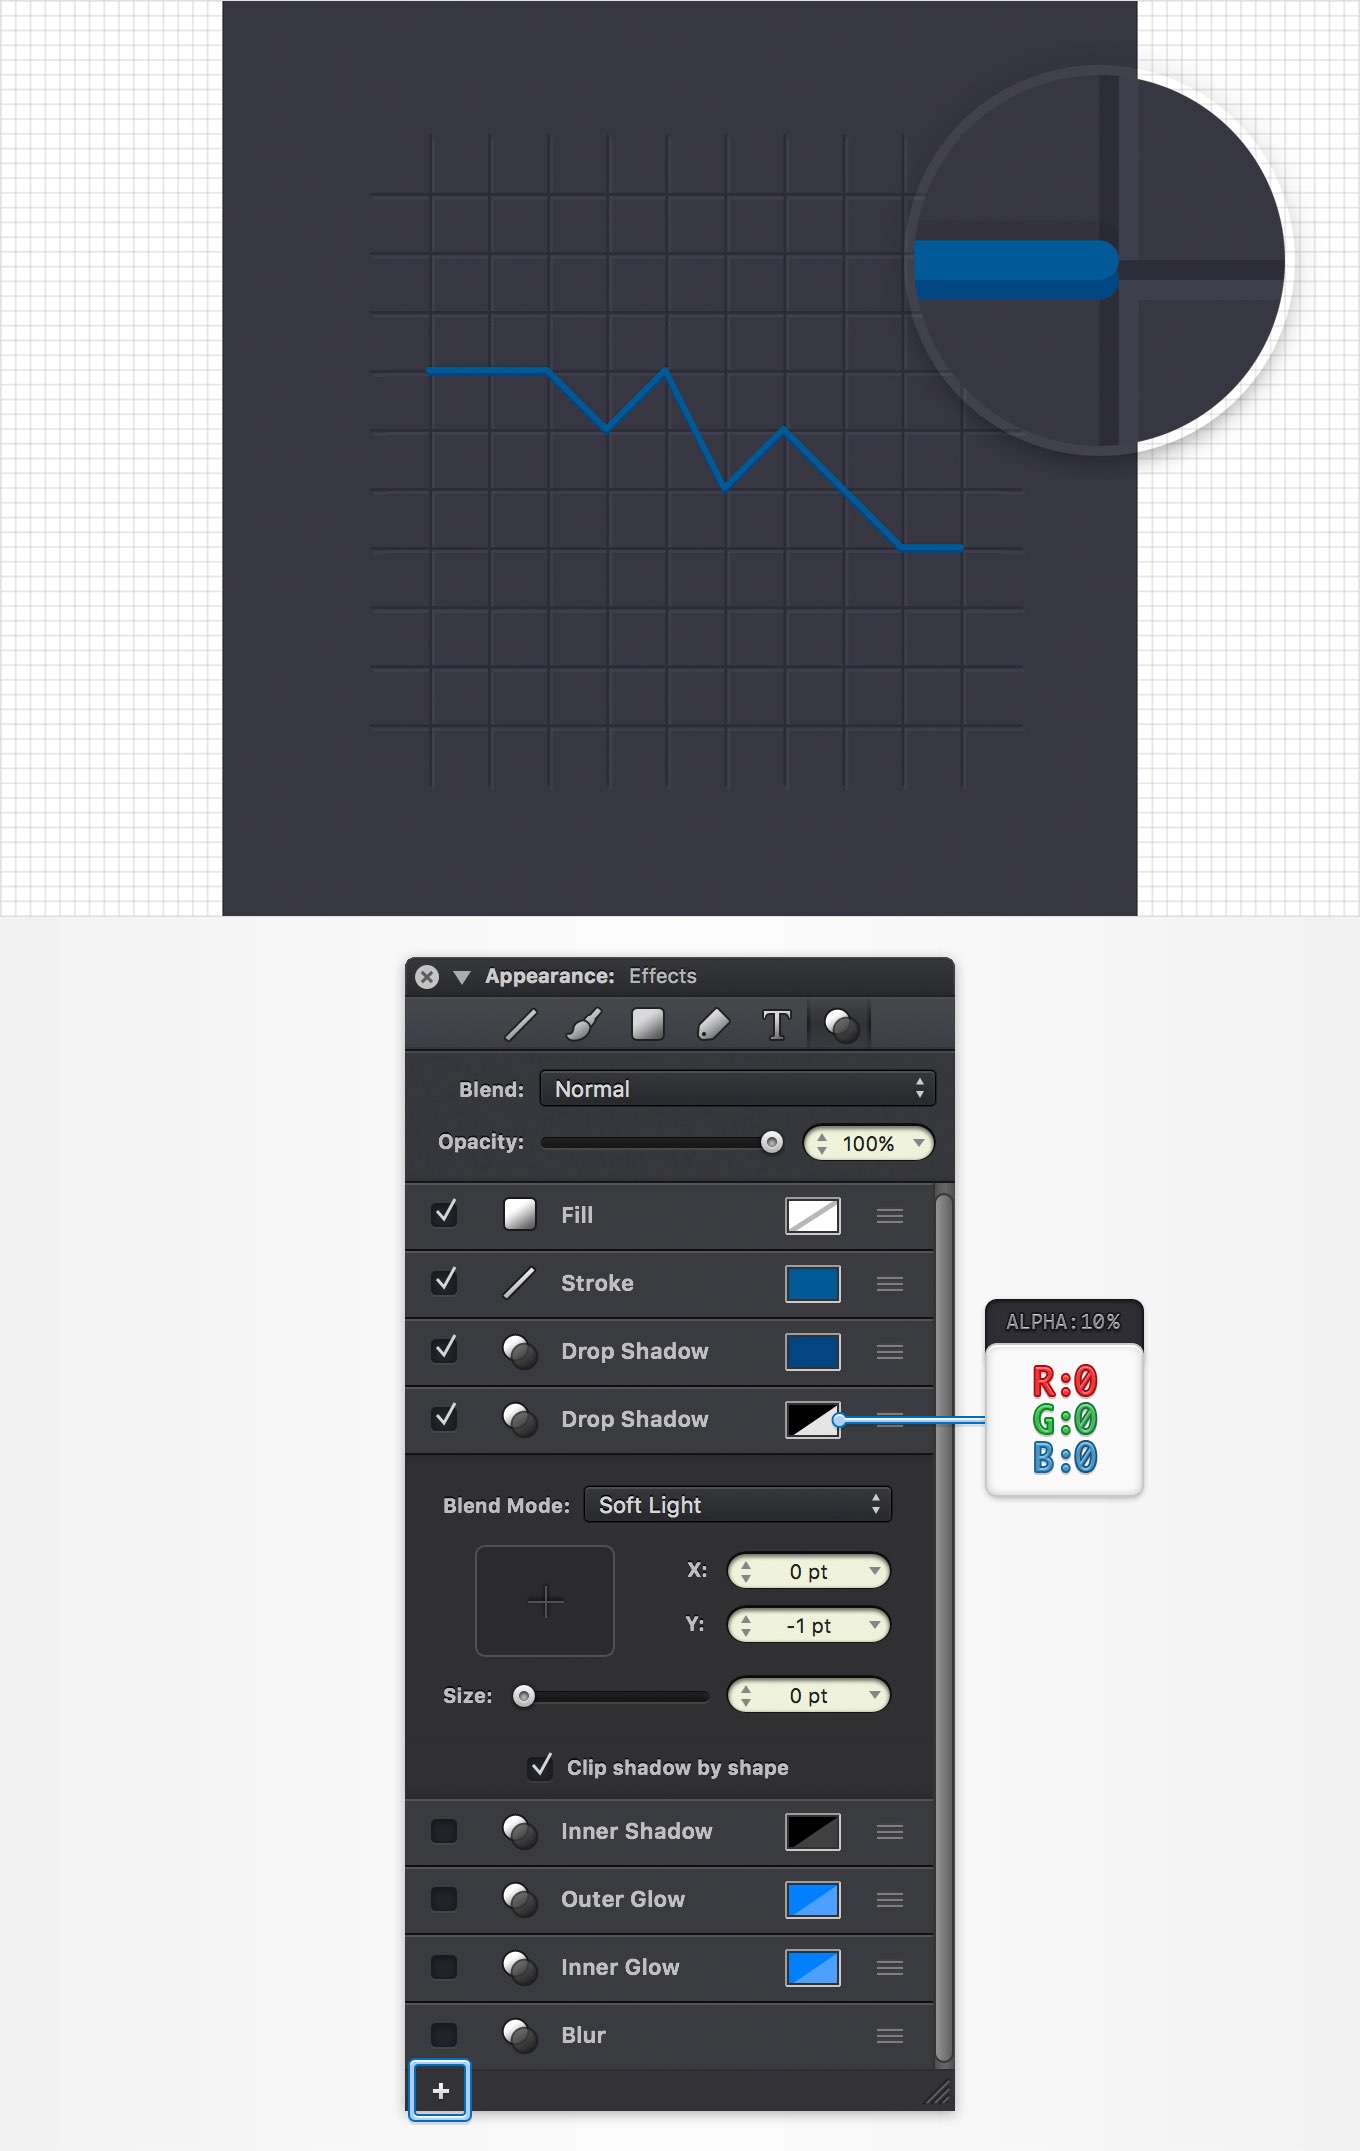 Appearance: Effects
T
Blend: Normal
Opacity: 100%
Fill
Stroke
Drop Shadow
Drop Shadow
ALPHA:10%
R:0
G:0
B:0
Blend Mode: Soft Light
X: 0 pt
Y: -1 pt
Size: 0 pt
Clip shadow by shape
Inner Shadow
Outer Glow
Inner Glow
Blur
+